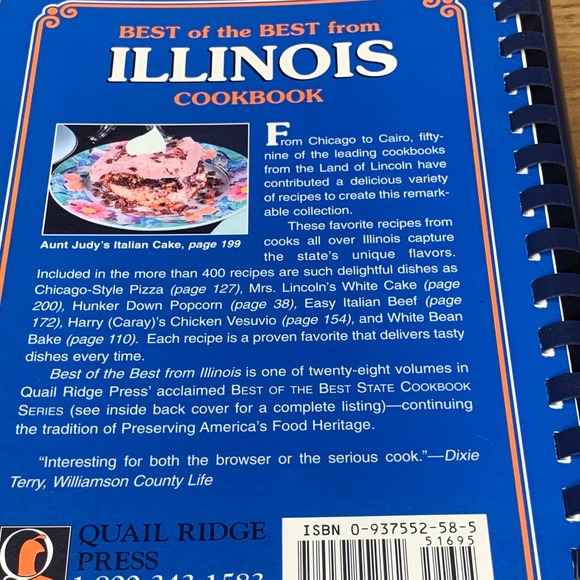 BEST of the BEST from
ILLINOIS
COOKBOOK
Aunt Judy's Italian Cake, page 199
From Chicago to Cairo, fifty-
nine of the leading cookbooks
from the Land of Lincoln have
contributed a delicious variety
of recipes to create this remark-
able collection.
These favorite recipes from
cooks all over Illinois capture
the state's unique flavors.
Included in the more than 400 recipes are such delightful dishes as
Chicago-Style Pizza (page 127), Mrs. Lincoln's White Cake (page
200), Hunker Down Popcorn (page 38), Easy Italian Beef (page
172), Harry (Caray)'s Chicken Vesuvio (page 154), and White Bean
Bake (page 110). Each recipe is a proven favorite that delivers tasty
dishes every time.
Best of the Best from Illinois is one of twenty-eight volumes in
Quail Ridge Press' acclaimed BEST OF THE BEST STATE COOKBOOK
SERIES (see inside back cover for a complete listing)—continuing
the tradition of Preserving America's Food Heritage.
"Interesting for both the browser or the serious cook."—Dixie
Terry, Williamson County Life
QUAIL RIDGE
PRESS
1-800-343-1583
ISBN 0-937552-58-5
51695